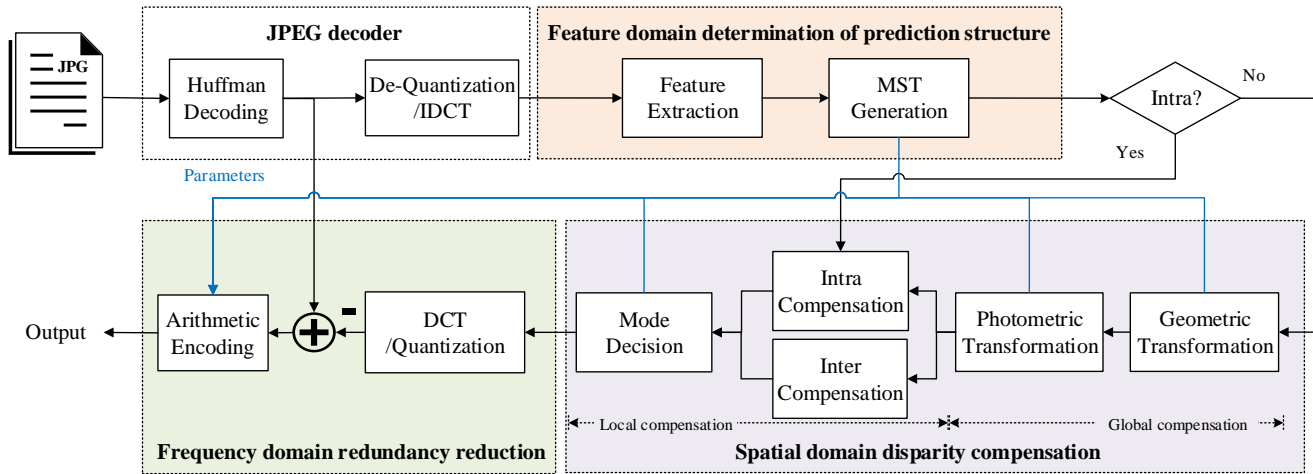 JPEG decoder
Feature domain determination of prediction structure
JPG
Huffman
Decoding
De-Quantization
/IDCT
Feature
Extraction
MST
Generation
Intra?
No
Yes
Parameters
Output
Arithmetic
Encoding
+
-
DCT
/Quantization
Mode
Decision
Intra
Compensation
Inter
Compensation
Photometric
Transformation
Geometric
Transformation
Local compensation
Global compensation
Frequency domain redundancy reduction
Spatial domain disparity compensation